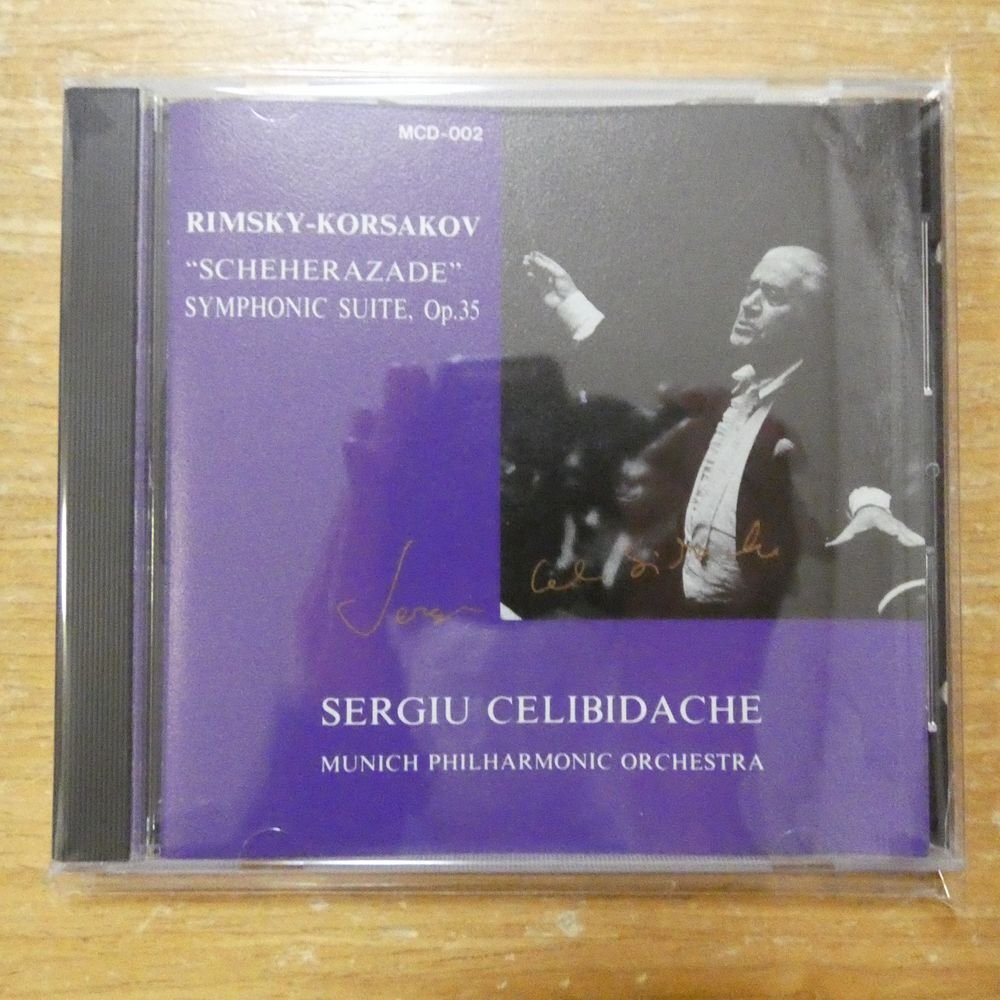 MCD-002
RIMSKY-KORSAKOV
“SCHEHERAZADE”
SYMPHONIC SUITE, Op.35
SERGIU CELIBIDACHE
MUNICH PHILHARMONIC ORCHESTRA